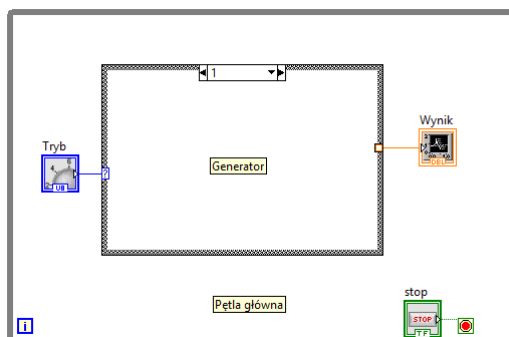 1
Wynik
Tryb
Generator
?
U8
DBL
stop
Pętla główna
STOP
i
TF